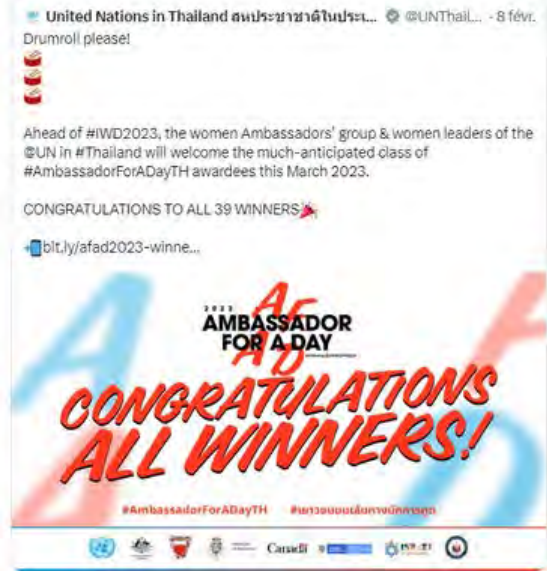 United Nations in Thailand สหประชาชาติในประเ... @UNThail... · 8 févr.
Drumroll please!
Ahead of #IWD2023, the women Ambassadors' group & women leaders of the
@UN in #Thailand will welcome the much-anticipated class of
#AmbassadorForADayTH awardees this March 2023.
CONGRATULATIONS TO ALL 39 WINNERS
bit.ly/afad2023-winne...
2023
AMBASSADOR
FOR A DAY
CONGRATULATIONS
ALL WINNERS!
#AmbassadorForADayTH
Canada